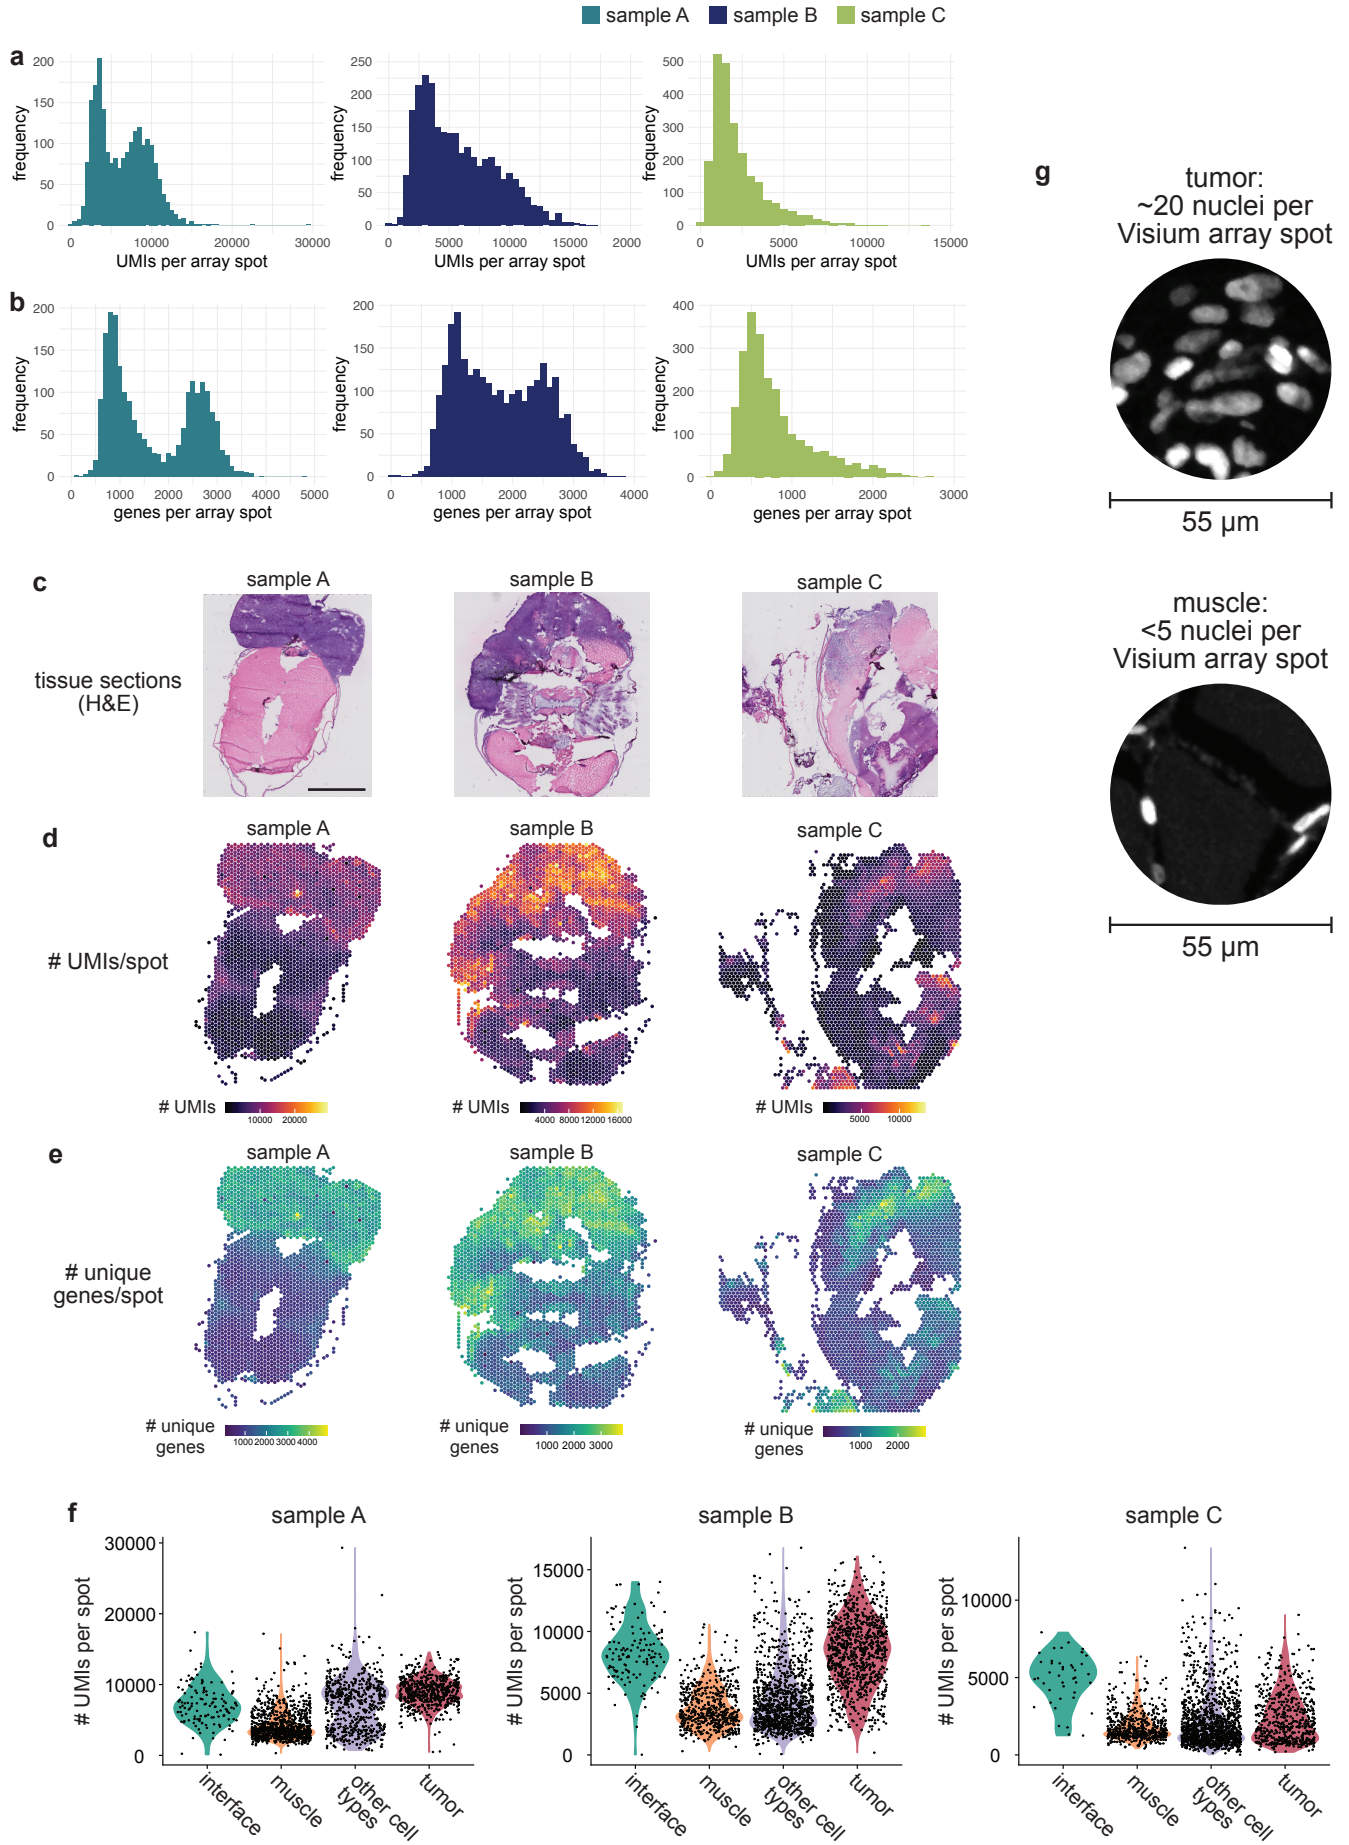 sample A sample B sample C
a
frequency
200
150
100
50
0
0 10000 20000 30000
UMIs per array spot
frequency
250
200
150
100
50
0
0 5000 10000 15000 2000
UMIs per array spot
frequency
500
400
300
200
100
0
0 5000 10000 15000
UMIs per array spot
b
frequency
200
150
100
50
0
0 1000 2000 3000 4000 5000
genes per array spot
frequency
200
150
100
50
0
0 1000 2000 3000 4000
genes per array spot
frequency
400
300
200
100
0
0 1000 2000 3000
genes per array spot
c
sample A sample B sample C
tissue sections
(H&E)
d
sample A sample B sample C
# UMIs/spot
# UMIs 10000 20000
# UMIs 4000 8000 12000 16000
# UMIs 5000 10000
e
sample A sample B sample C
# unique
genes/spot
# unique
genes 1000 2000 3000 4000
# unique
genes 1000 2000 3000
# unique
genes 1000 2000
f
sample A
# UMIs per spot
30000
20000
10000
0
interface muscle other cell types tumor
sample B
# UMIs per spot
15000
10000
5000
0
interface muscle other cell types tumor
sample C
# UMIs per spot
10000
5000
0
interface muscle other cell types tumor
g
tumor:
~20 nuclei per
Visium array spot
55 µm
muscle:
<5 nuclei per
Visium array spot
55 µm